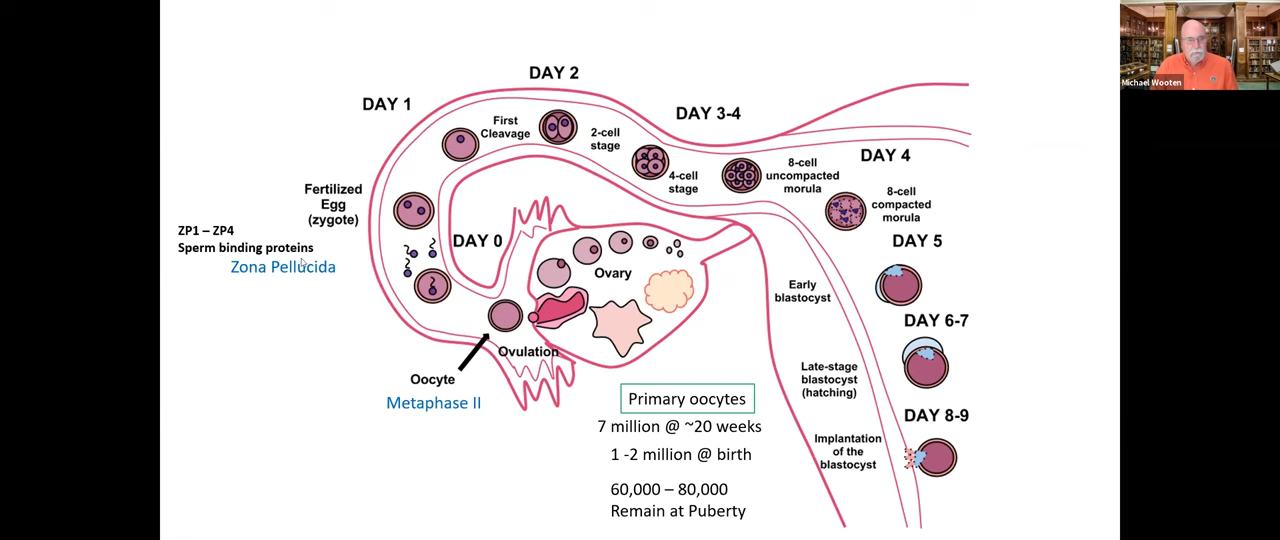 Michael Wooten
DAY 2
DAY 1
DAY 3-4
First
Cleavage
2-cell
stage
DAY 4
4-cell
stage
8-cell
uncompacted
morula
8-cell
compacted
morula
Fertilized
Egg
(zygote)
ZP1 – ZP4
Sperm binding proteins
Zona Pellucida
DAY 0
DAY 5
Ovary
Early
blastocyst
DAY 6-7
Ovulation
Oocyte
Metaphase II
Late-stage
blastocyst
(hatching)
Primary oocytes
7 million @ ~20 weeks
1 -2 million @ birth
60,000 – 80,000
Remain at Puberty
DAY 8-9
Implantation
of the
blastocyst